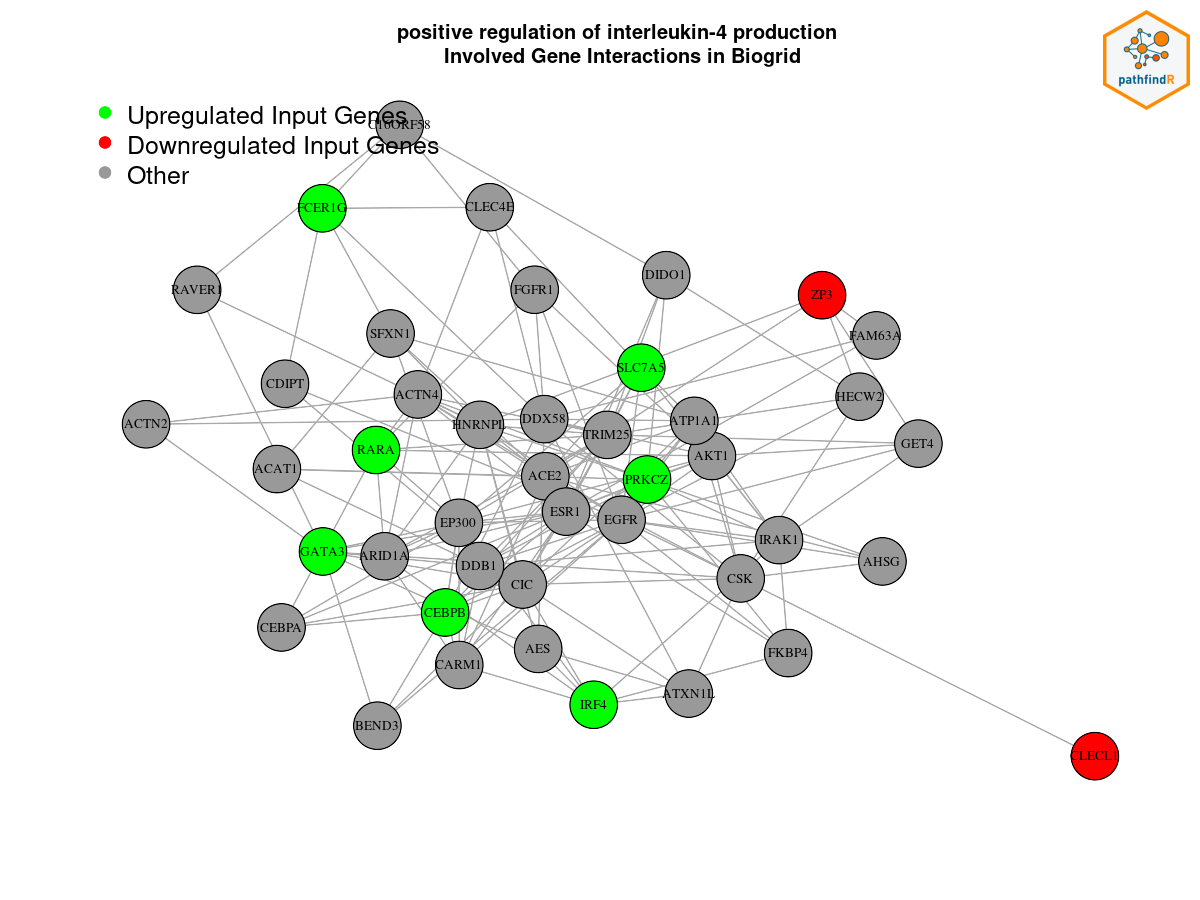 positive regulation of interleukin-4 production
Involved Gene Interactions in Biogrid
pathfindR
Upregulated Input Genes
Downregulated Input Genes
Other
C16ORF58
FCER1G
CLEC4E
RAVER1
FGFR1
DIDO1
ZP3
SFXN1
FAM63A
SLC7A5
CDIPT
ACTN4
HECW2
ACTN2
HNRNPL
DDX58
TRIM25
ATP1A1
GET4
RARA
AKT1
ACAT1
ACE2
PRKCZ
ESR1
EGFR
EP300
IRAK1
GATA3
ARID1A
DDB1
AHSG
CIC
CSK
CEBPB
CEBPA
AES
FKBP4
CARM1
ATXN1L
IRF4
BEND3
CLECL1